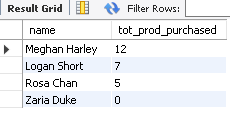 Result Grid Filter Rows:
name tot_prod_purchased
Meghan Harley 12
Logan Short 7
Rosa Chan 5
Zaria Duke 0